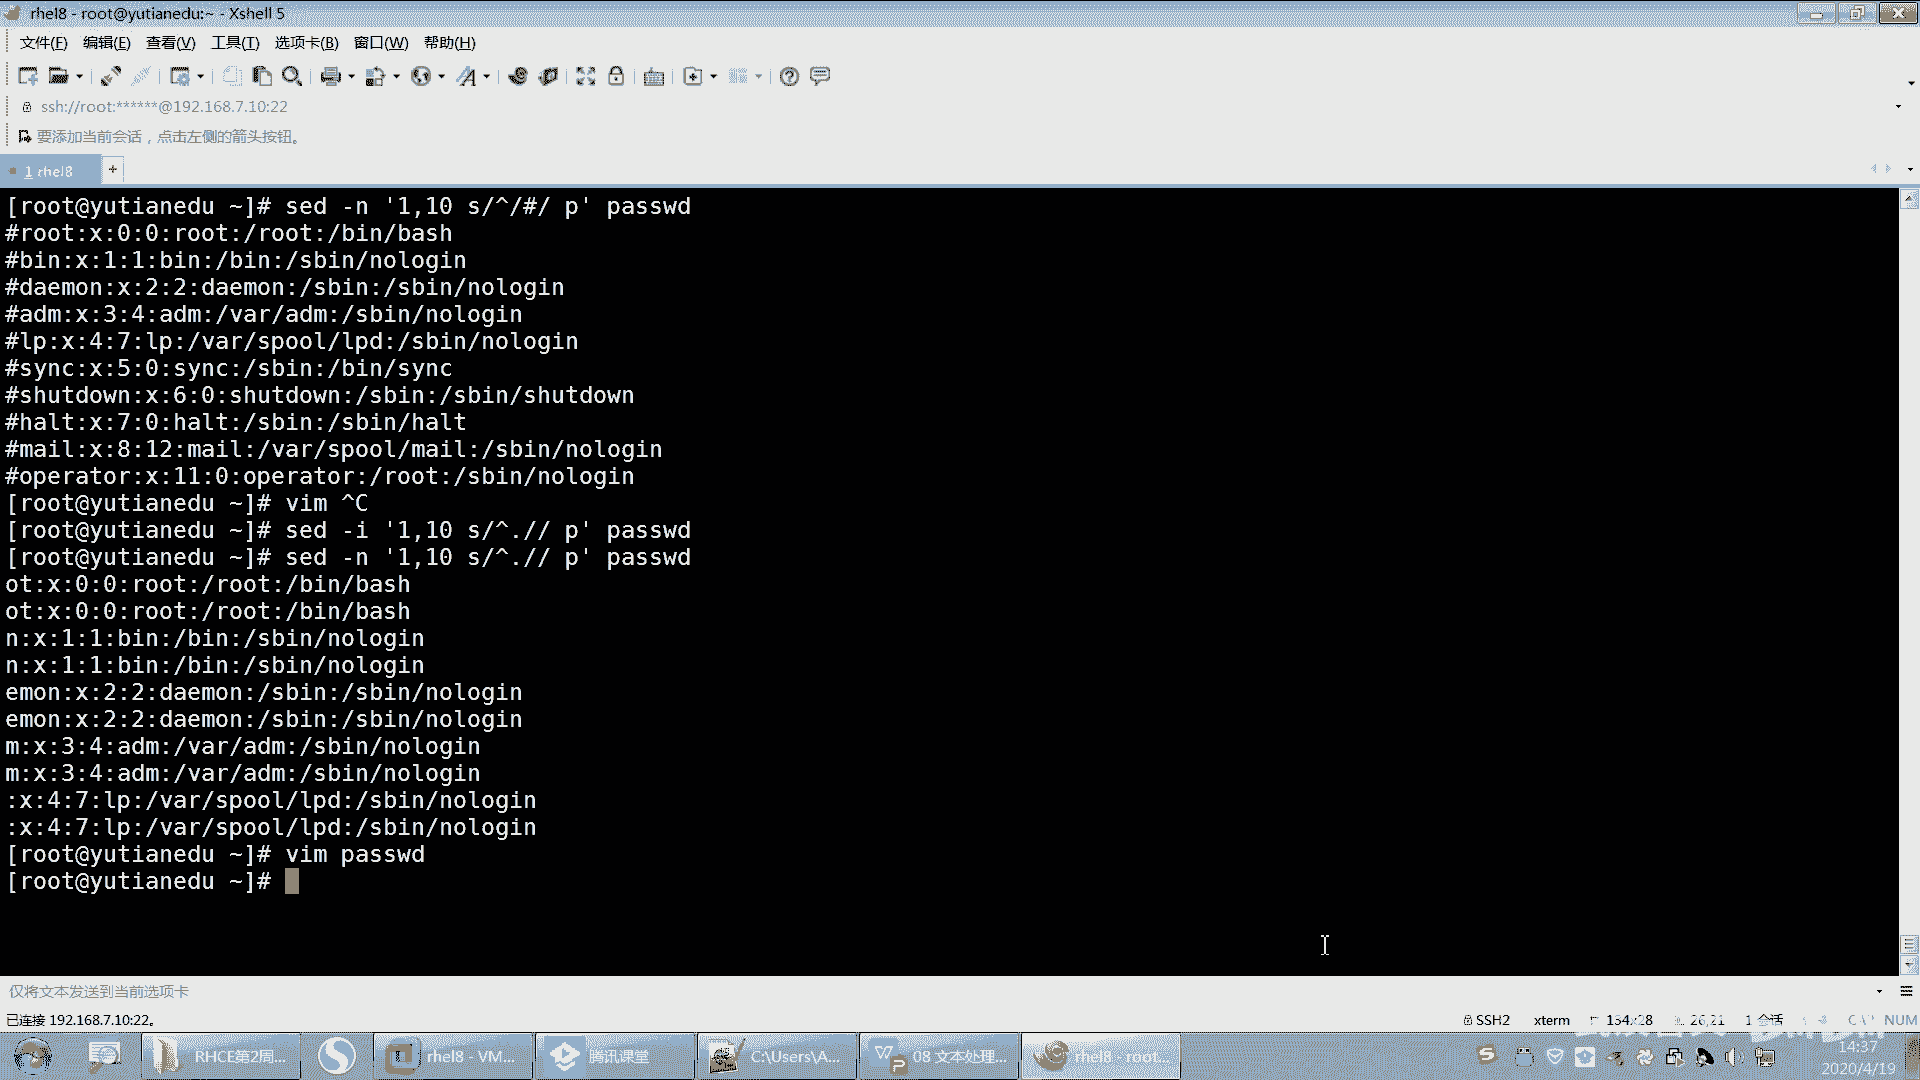 rhel8 - root@yutianedu:~ - Xshell 5
文件(F) 编辑(E) 查看(V) 工具(T) 选项卡(B) 窗口(W) 帮助(H)
ssh://root:******@192.168.7.10:22
要添加当前会话，点击左侧的箭头按钮。
1 rhel8 +
[root@yutianedu ~]# sed -n '1,10 s/^/#/ p' passwd
#root:x:0:0:root:/root:/bin/bash
#bin:x:1:1:bin:/bin:/sbin/nologin
#daemon:x:2:2:daemon:/sbin:/sbin/nologin
#adm:x:3:4:adm:/var/adm:/sbin/nologin
#lp:x:4:7:lp:/var/spool/lpd:/sbin/nologin
#sync:x:5:0:sync:/sbin:/bin/sync
#shutdown:x:6:0:shutdown:/sbin:/sbin/shutdown
#halt:x:7:0:halt:/sbin:/sbin/halt
#mail:x:8:12:mail:/var/spool/mail:/sbin/nologin
#operator:x:11:0:operator:/root:/sbin/nologin
[root@yutianedu ~]# vim ^C
[root@yutianedu ~]# sed -i '1,10 s/^.// p' passwd
[root@yutianedu ~]# sed -n '1,10 s/^.// p' passwd
ot:x:0:0:root:/root:/bin/bash
ot:x:0:0:root:/root:/bin/bash
n:x:1:1:bin:/bin:/sbin/nologin
n:x:1:1:bin:/bin:/sbin/nologin
emon:x:2:2:daemon:/sbin:/sbin/nologin
emon:x:2:2:daemon:/sbin:/sbin/nologin
m:x:3:4:adm:/var/adm:/sbin/nologin
m:x:3:4:adm:/var/adm:/sbin/nologin
:x:4:7:lp:/var/spool/lpd:/sbin/nologin
:x:4:7:lp:/var/spool/lpd:/sbin/nologin
[root@yutianedu ~]# vim passwd
[root@yutianedu ~]#
仅将文本发送到当前选项卡
已连接 192.168.7.10:22。 SSH2 xterm 134x28 26,21 1 会话 CAP NUM
RHCE第2周... rhel8 - VM... 腾讯课堂 C:\Users\A... 08 文本处理... rhel8 - root... 14:37
2020/4/19